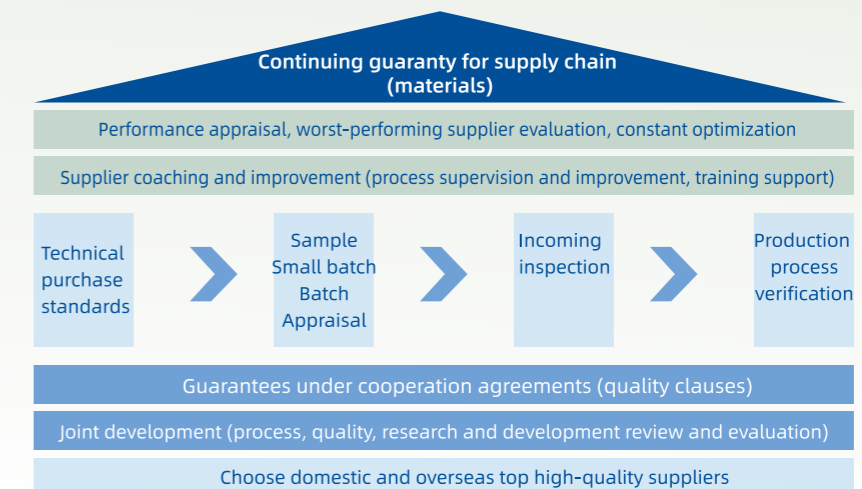 Continuing guaranty for supply chain
(materials)
Performance appraisal, worst-performing supplier evaluation, constant optimization
Supplier coaching and improvement (process supervision and improvement, training support)
Technical
purchase
standards
Sample
Small batch
Batch
Appraisal
Incoming
inspection
Production
process
verification
Guarantees under cooperation agreements (quality clauses)
Joint development (process, quality, research and development review and evaluation)
Choose domestic and overseas top high-quality suppliers